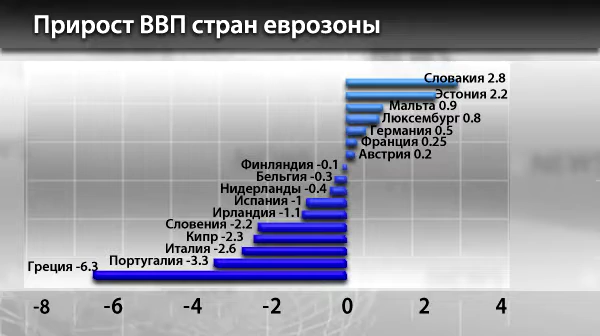 Прирост ВВП стран еврозоны
Словакия 2.8
Эстония 2.2
Мальта 0.9
Люксембург 0.8
Германия 0.5
Франция 0.25
Австрия 0.2
Финляндия -0.1
Бельгия -0.3
Нидерланды -0.4
Испания -1
Ирландия -1.1
Словения -2.2
Кипр -2.3
Италия -2.6
Португалия -3.3
Греция -6.3
-8 -6 -4 -2 0 2 4